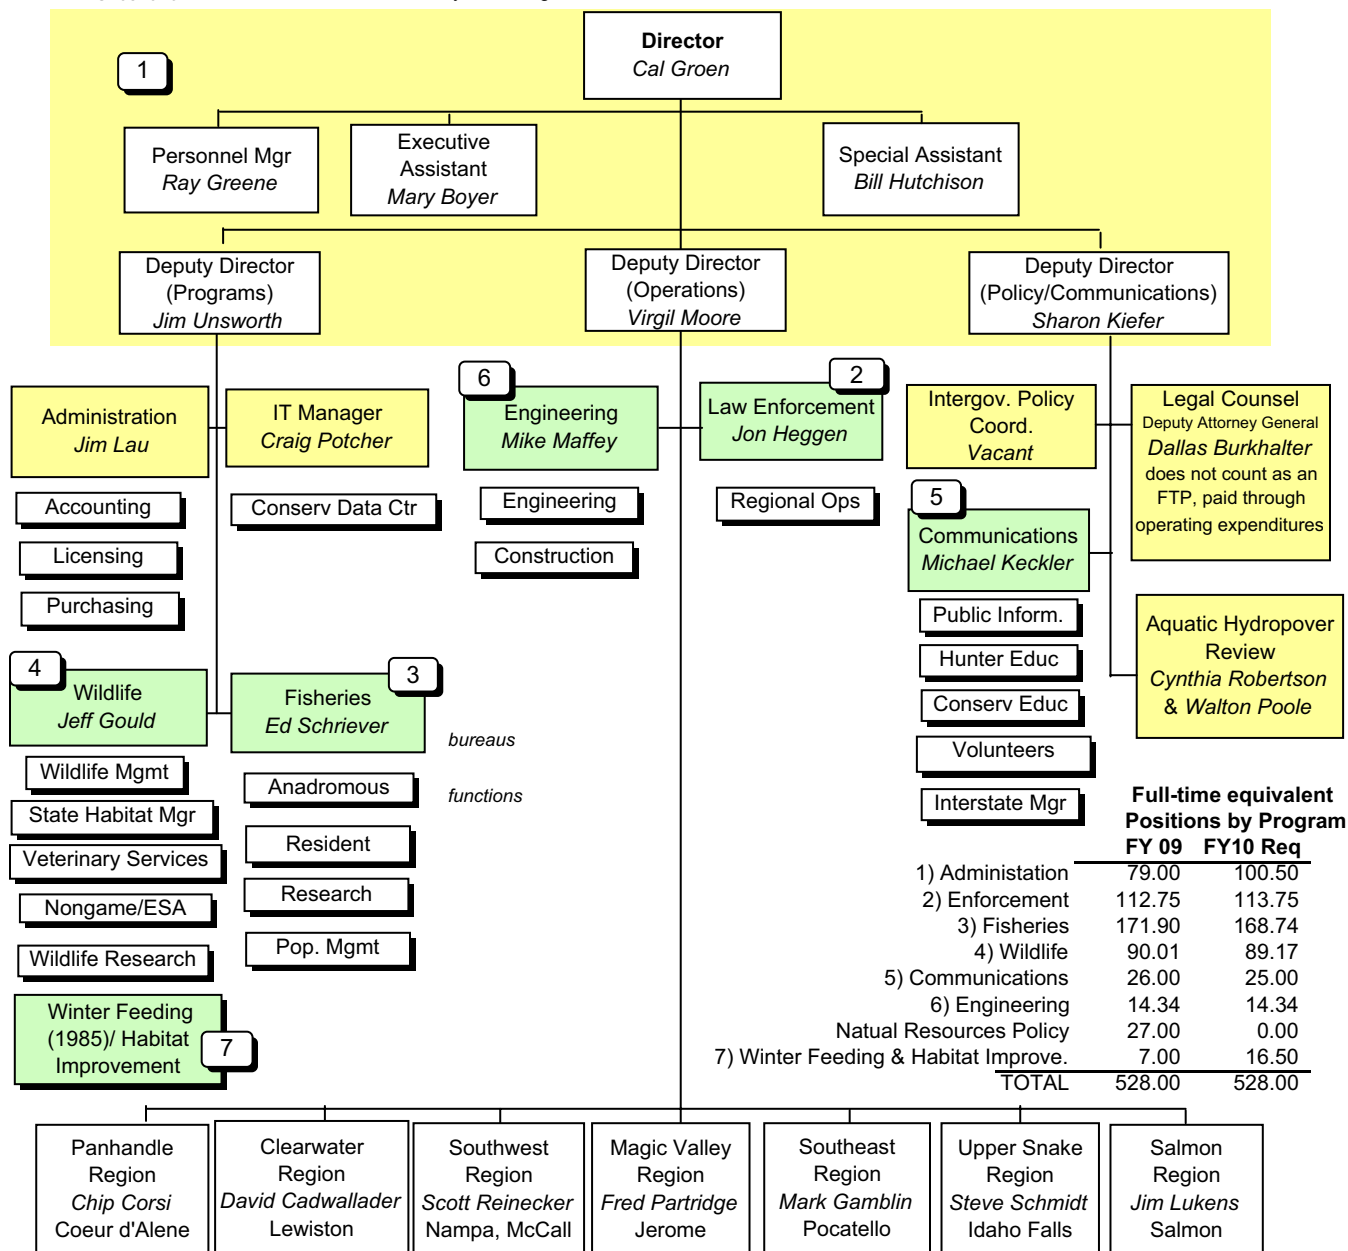 Director
Cal Groen
1
Personnel Mgr
Ray Greene
Executive
Assistant
Mary Boyer
Special Assistant
Bill Hutchison
Deputy Director
(Programs)
Jim Unsworth
Deputy Director
(Operations)
Virgil Moore
Deputy Director
(Policy/Communications)
Sharon Kiefer
Administration
Jim Lau
IT Manager
Craig Potcher
6
Engineering
Mike Maffey
2
Law Enforcement
Jon Heggen
Intergov. Policy
Coord.
Vacant
Legal Counsel
Deputy Attorney General
Dallas Burkhalter
does not count as an
FTP, paid through
operating expenditures
Accounting
Licensing
Purchasing
Conserv Data Ctr
Engineering
Construction
Regional Ops
5
Communications
Michael Keckler
Public Inform.
Hunter Educ
Conserv Educ
Volunteers
Interstate Mgr
Aquatic Hydropover
Review
Cynthia Robertson
& Walton Poole
4
Wildlife
Jeff Gould
3
Fisheries
Ed Schriever
bureaus
functions
Wildlife Mgmt
State Habitat Mgr
Veterinary Services
Nongame/ESA
Wildlife Research
Anadromous
Resident
Research
Pop. Mgmt
Winter Feeding
(1985)/ Habitat
Improvement
7
Full-time equivalent
Positions by Program
FY 09 FY10 Req
1) Administation 79.00 100.50
2) Enforcement 112.75 113.75
3) Fisheries 171.90 168.74
4) Wildlife 90.01 89.17
5) Communications 26.00 25.00
6) Engineering 14.34 14.34
Natual Resources Policy 27.00 0.00
7) Winter Feeding & Habitat Improve. 7.00 16.50
TOTAL 528.00 528.00
Panhandle
Region
Chip Corsi
Coeur d'Alene
Clearwater
Region
David Cadwallader
Lewiston
Southwest
Region
Scott Reinecker
Nampa, McCall
Magic Valley
Region
Fred Partridge
Jerome
Southeast
Region
Mark Gamblin
Pocatello
Upper Snake
Region
Steve Schmidt
Idaho Falls
Salmon
Region
Jim Lukens
Salmon